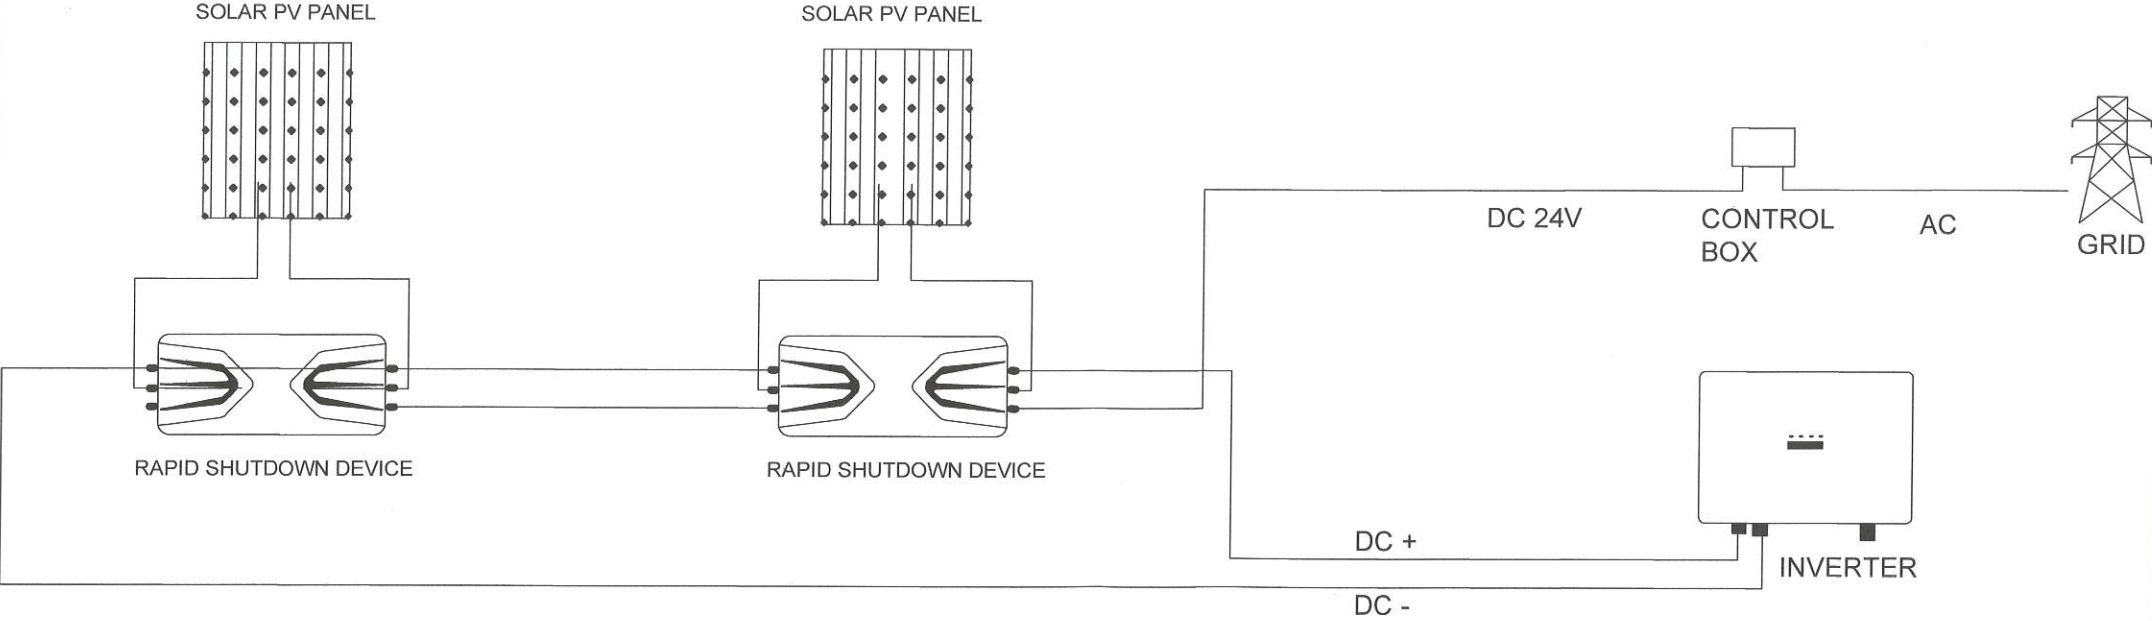 SOLAR PV PANEL
SOLAR PV PANEL
DC 24V
CONTROL
BOX
AC
GRID
RAPID SHUTDOWN DEVICE
RAPID SHUTDOWN DEVICE
DC +
INVERTER
DC -